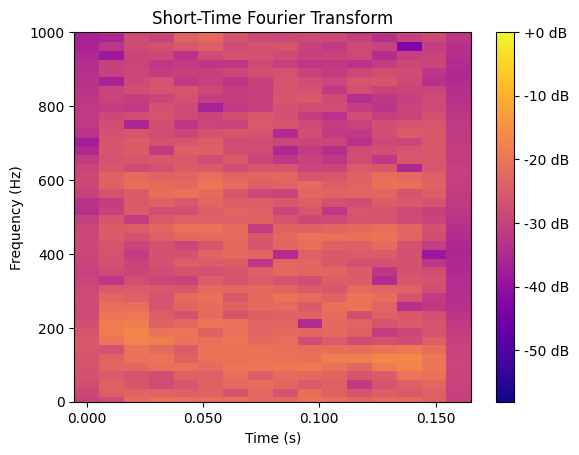 Short-Time Fourier Transform
1000
800
600
400
200
0
Frequency (Hz)
0.000
0.050
0.100
0.150
Time (s)
+0 dB
-10 dB
-20 dB
-30 dB
-40 dB
-50 dB